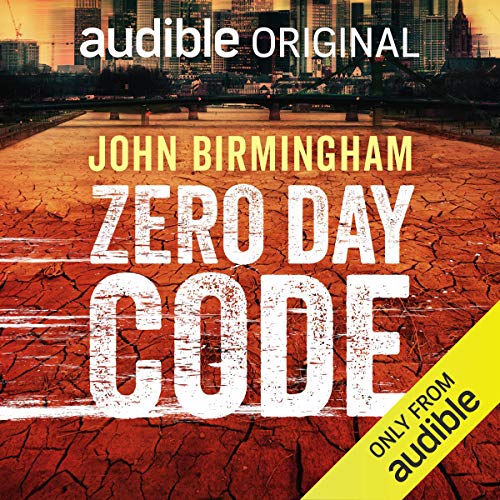 audible ORIGINAL
JOHN BIRMINGHAM
ZERO DAY
CODE
ONLY FROM
audible